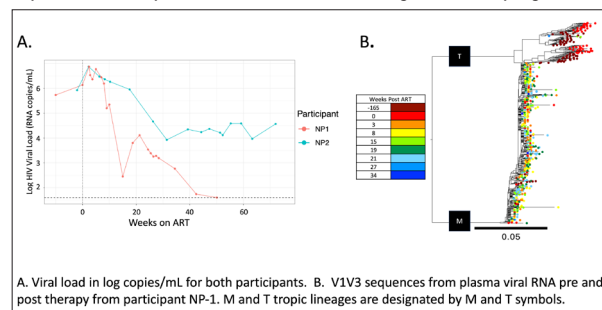 A.
B.
Log HIV Viral Load (RNA copies/mL)
6
5
4
3
2
0
20
40
60
Weeks on ART
Participant
NP1
NP2
Weeks Post ART
-165
0
3
8
15
19
21
27
34
T
M
0.05
A. Viral load in log copies/mL for both participants. B. V1V3 sequences from plasma viral RNA pre and
post therapy from participant NP-1. M and T tropic lineages are designated by M and T symbols.